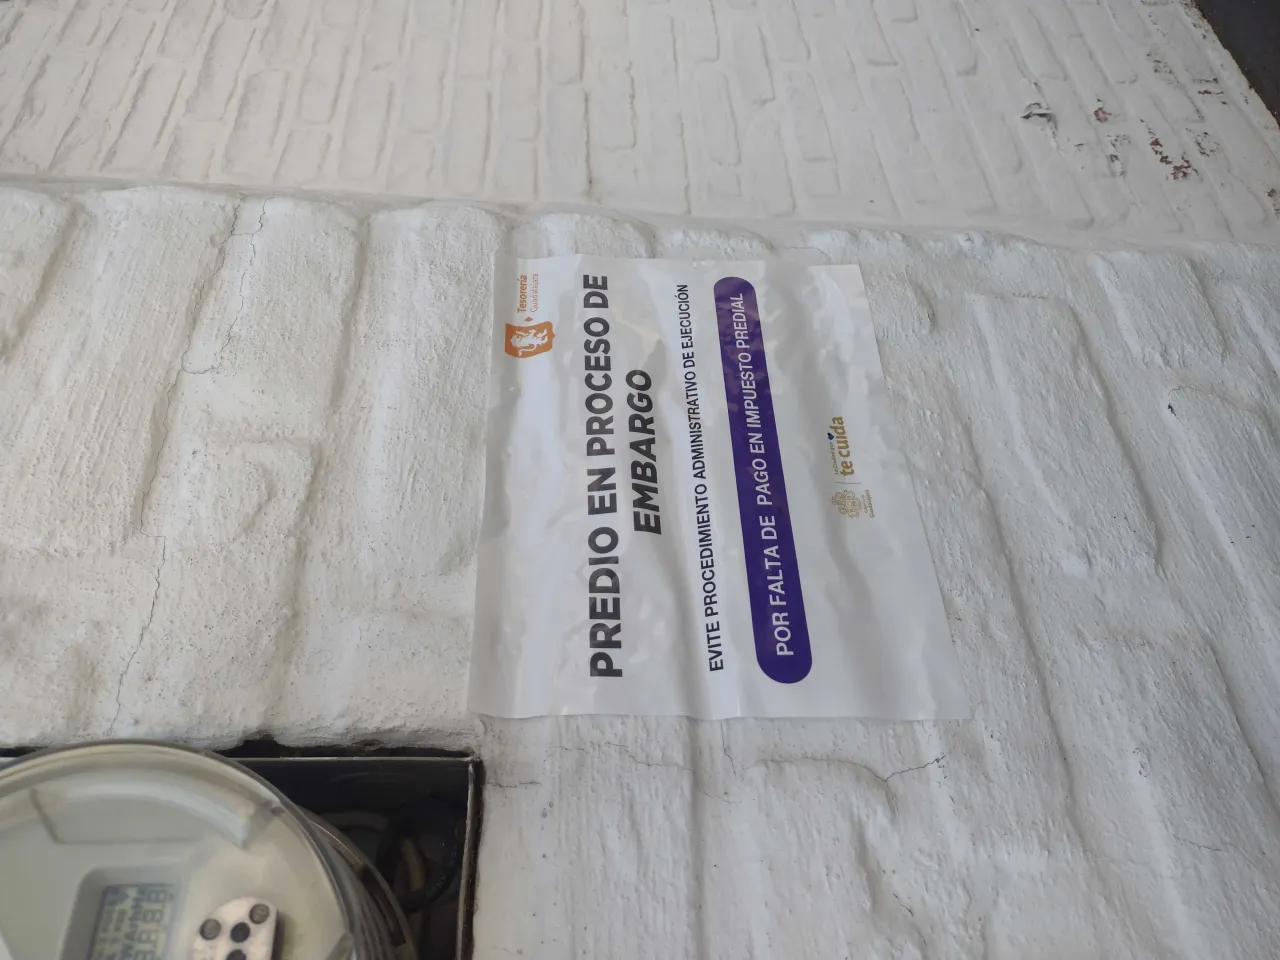 Tesorería
Guadalajara
PREDIO EN PROCESO DE
EMBARGO
EVITE PROCEDIMIENTO ADMINISTRATIVO DE EJECUCIÓN
POR FALTA DE PAGO EN IMPUESTO PREDIAL
te cuida